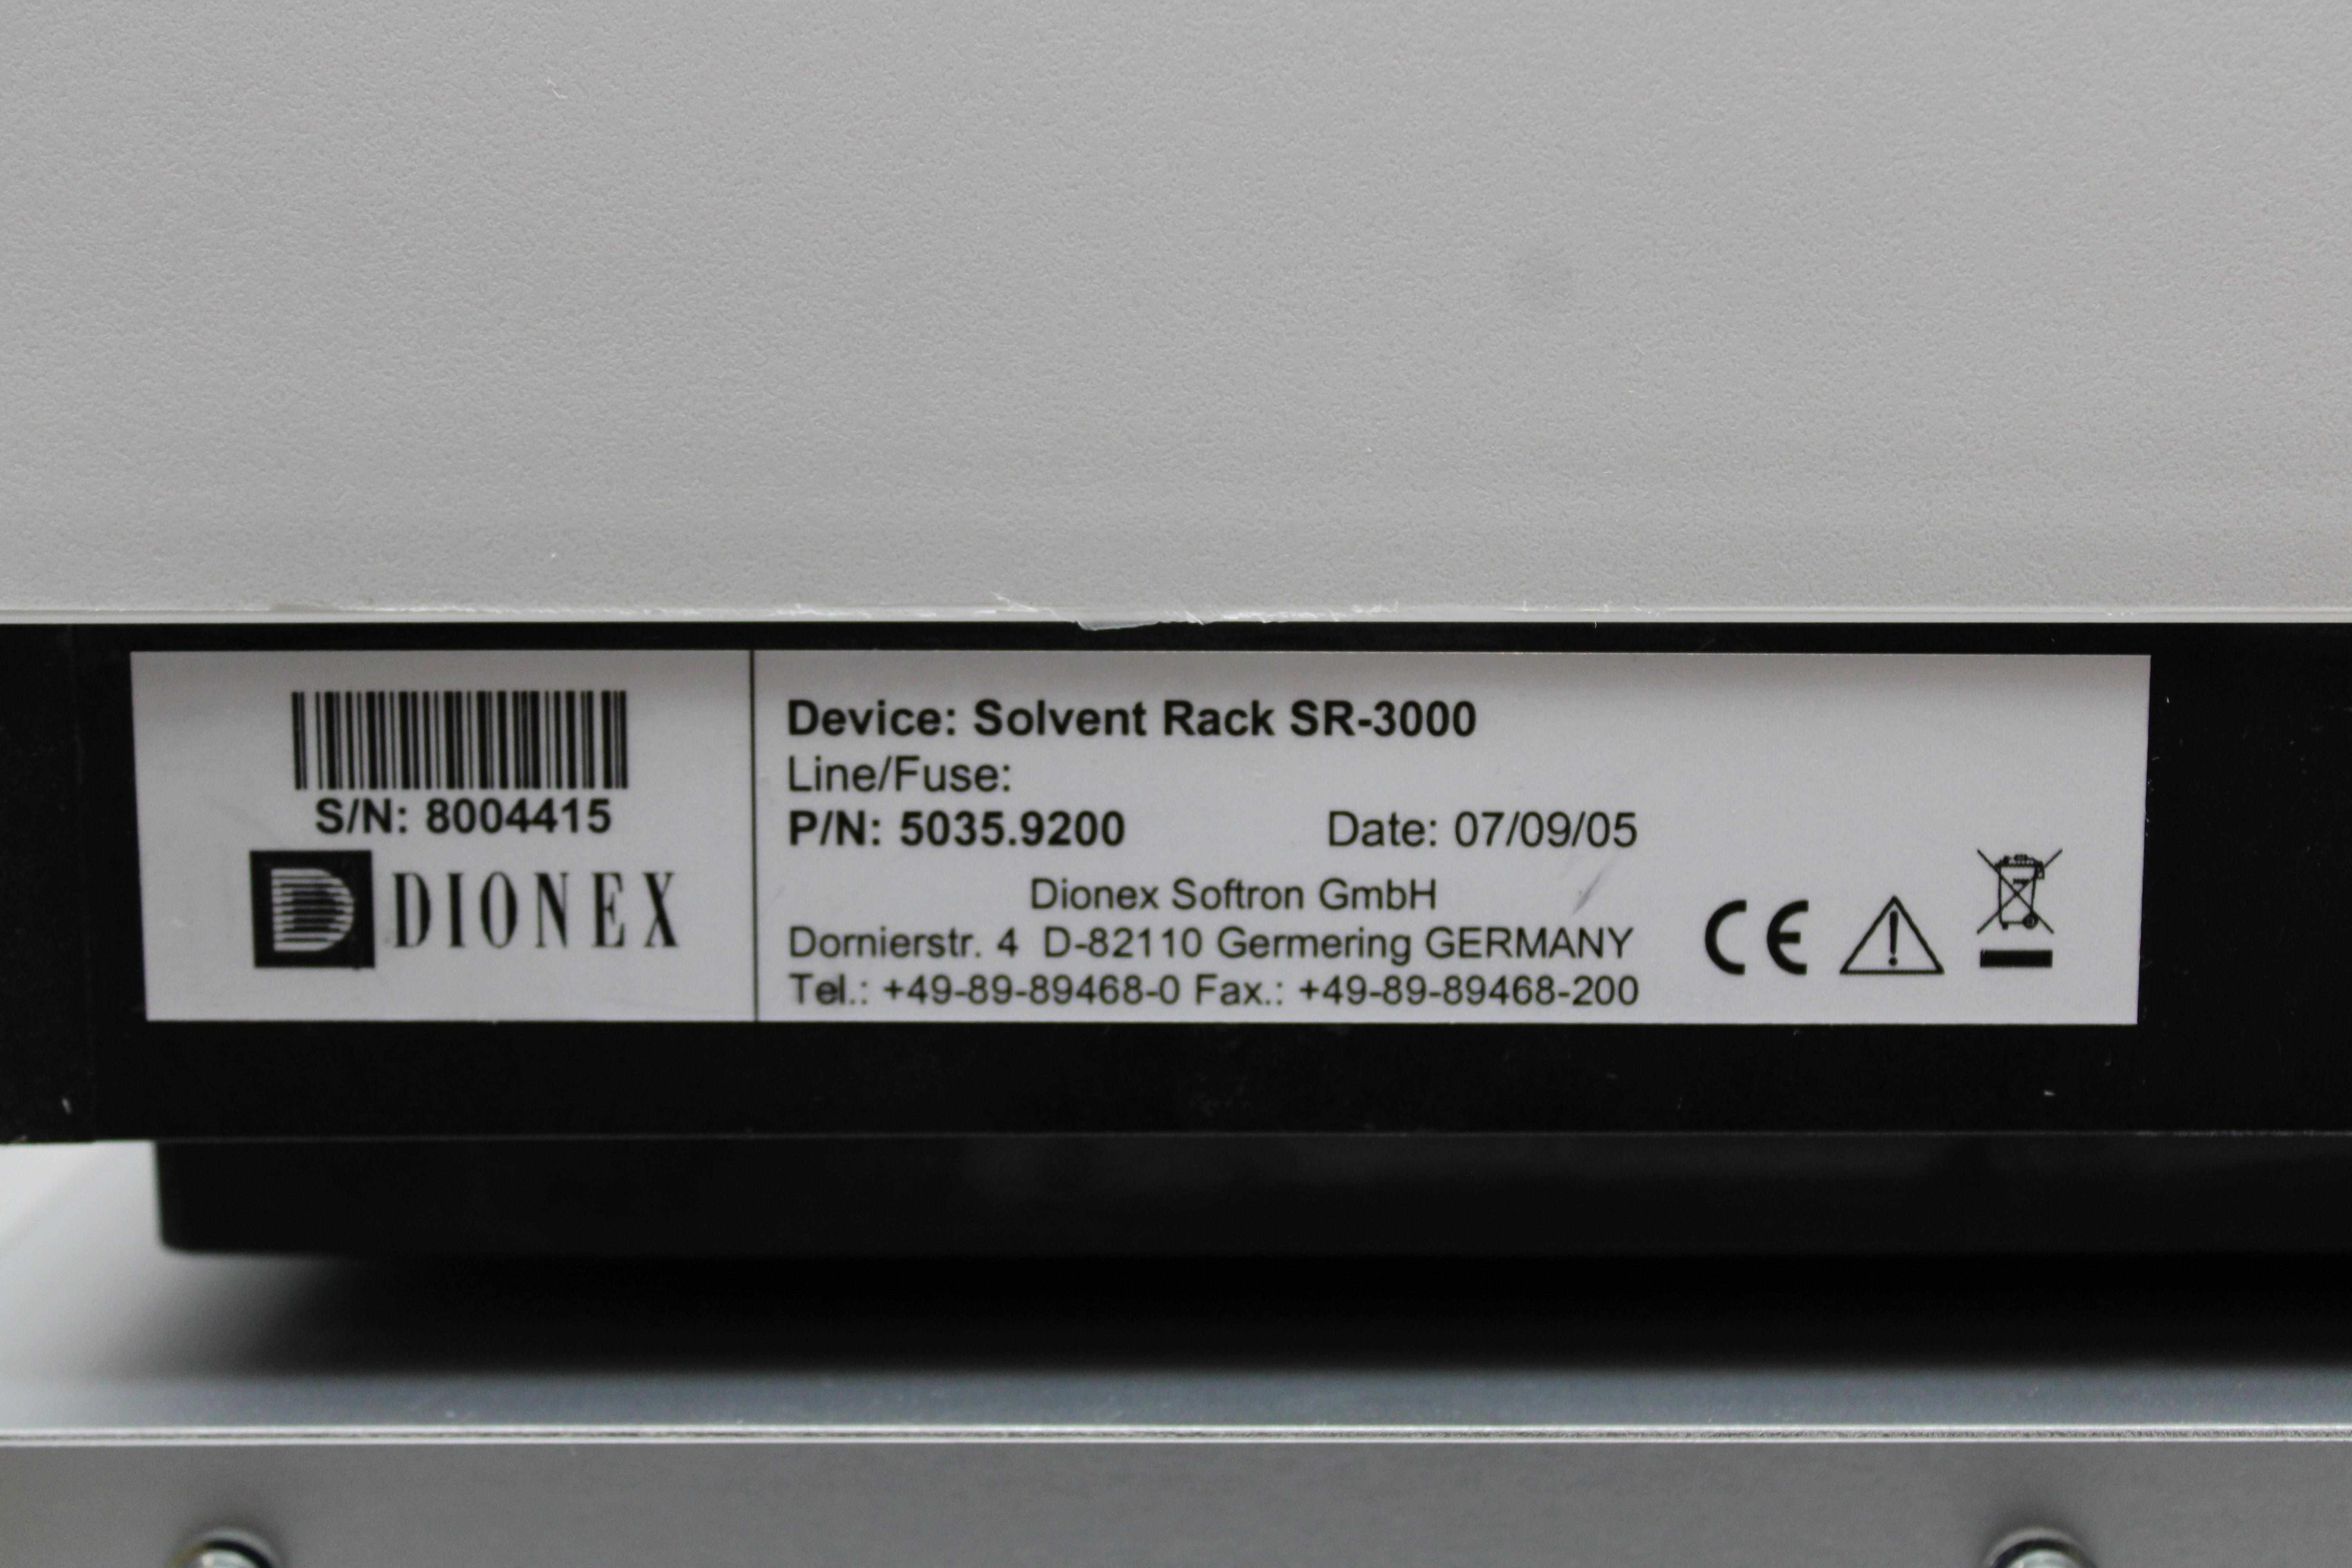 S/N: 8004415
DIONEX
Device: Solvent Rack SR-3000
Line/Fuse:
P/N: 5035.9200 Date: 07/09/05
Dionex Softron GmbH
Dornierstr. 4 D-82110 Germering GERMANY
Tel.: +49-89-89468-0 Fax.: +49-89-89468-200
CE